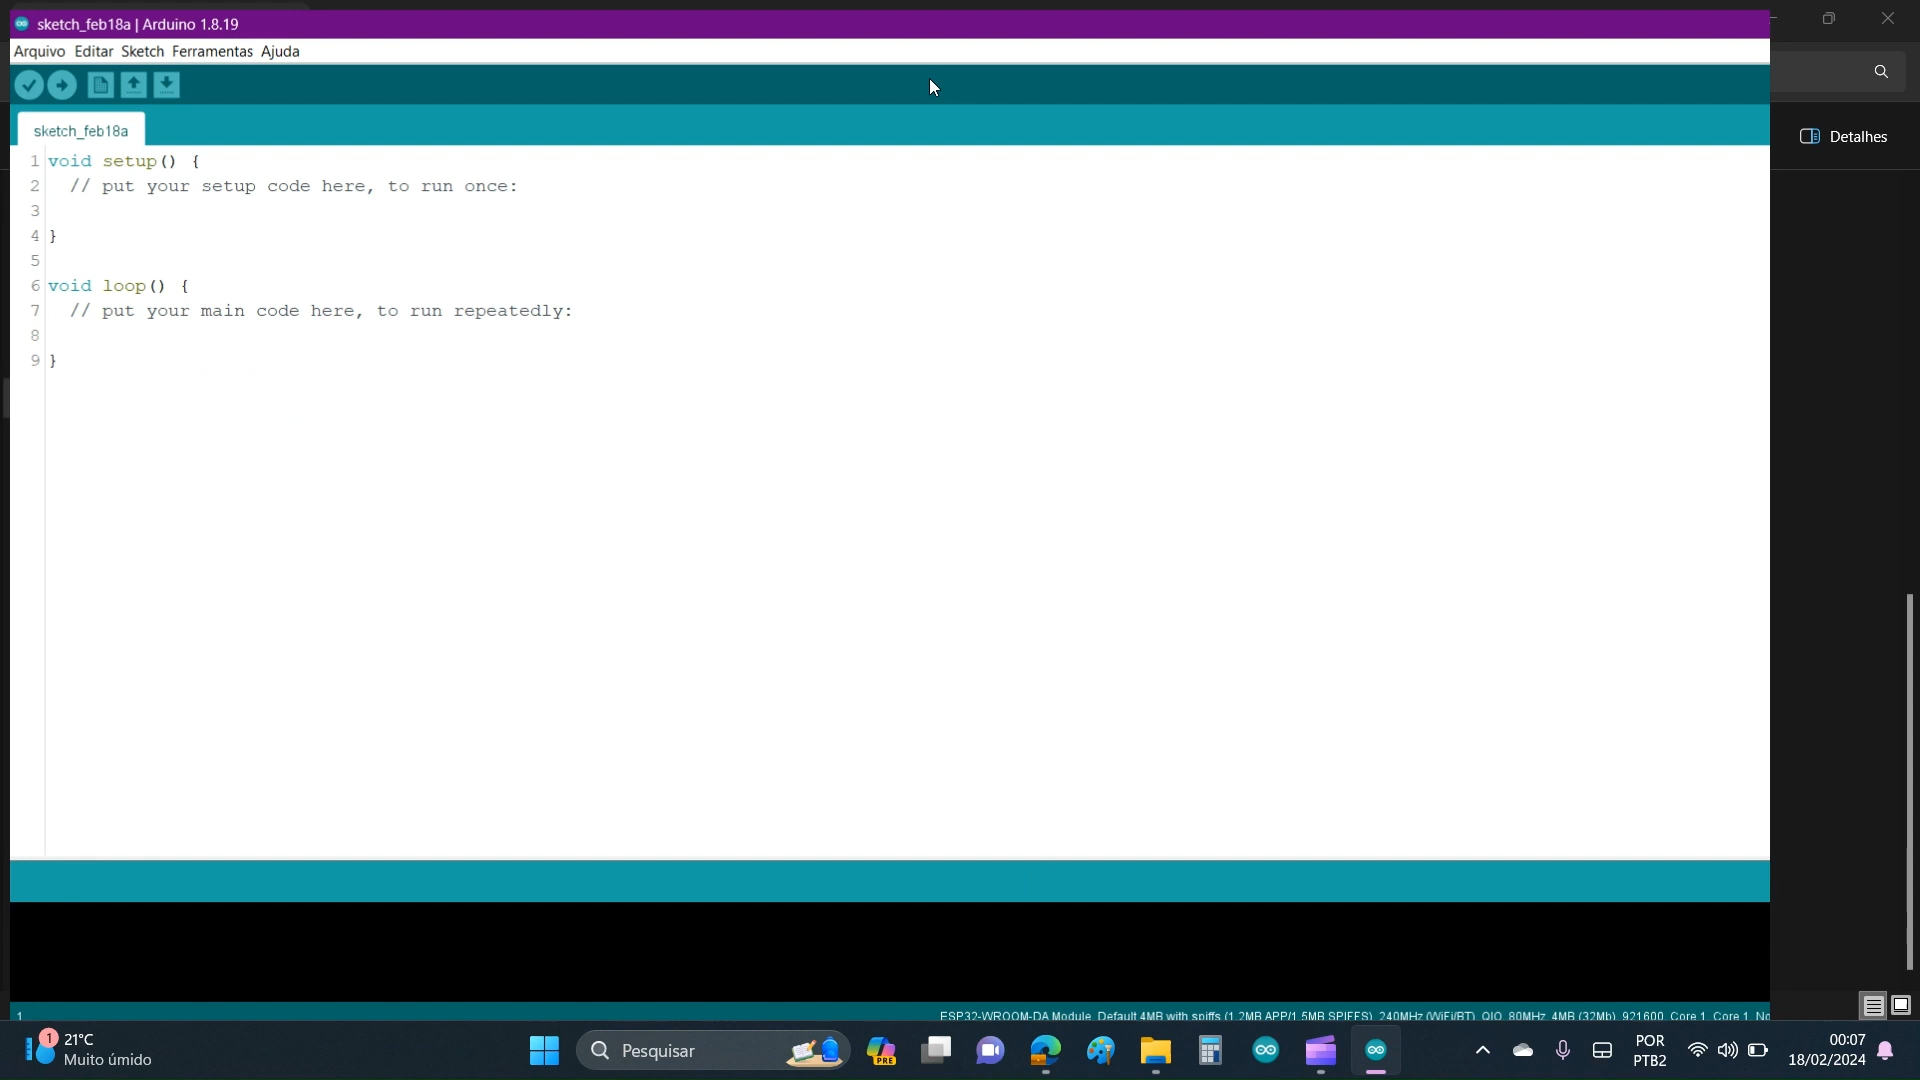 sketch_feb18a | Arduino 1.8.19
Arquivo Editar Sketch Ferramentas Ajuda
Detalhes
sketch_feb18a
1 void setup() {
2 // put your setup code here, to run once:
3
4 }
5
6 void loop() {
7 // put your main code here, to run repeatedly:
8
9 }
1
ESP32-WROOM-DA Module, Default 4MB with spiffs (1.2MB APP/1.5MB SPIFFS), 240MHz (WiFi/BT), QIO, 80MHz, 4MB (32Mb), 921600, Core 1, Core 1, No
1
21°C
Muito úmido
Pesquisar
PRE
POR
PTB2
00:07
18/02/2024